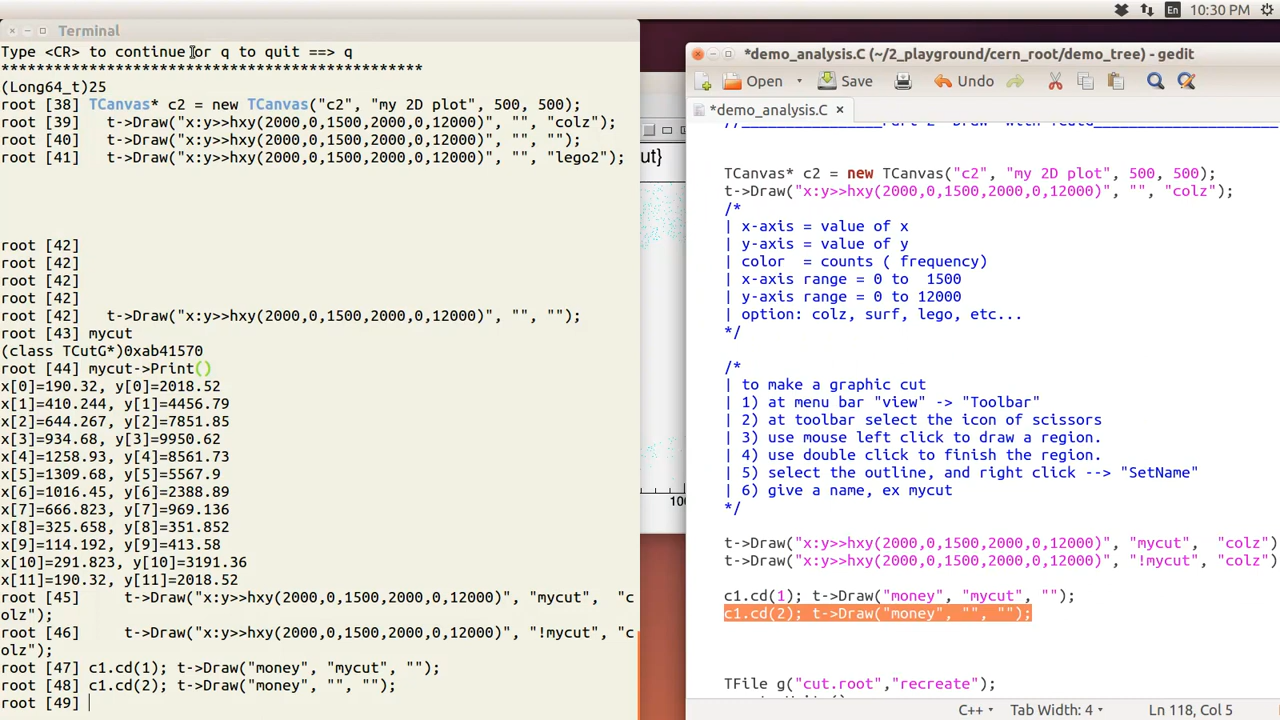 En 10:30 PM
Terminal
Type <CR> to continue or q to quit ==> q
***********************************************
(Long64_t)25
root [38] TCanvas* c2 = new TCanvas("c2", "my 2D plot", 500, 500);
root [39]   t->Draw("x:y>>hxy(2000,0,1500,2000,0,12000)", "", "colz");
root [40]   t->Draw("x:y>>hxy(2000,0,1500,2000,0,12000)", "", "");
root [41]   t->Draw("x:y>>hxy(2000,0,1500,2000,0,12000)", "", "lego2");
root [42]
root [42]
root [42]
root [42]
root [42]   t->Draw("x:y>>hxy(2000,0,1500,2000,0,12000)", "", "");
root [43] mycut
(class TCutG*)0xab41570
root [44] mycut->Print()
x[0]=190.32, y[0]=2018.52
x[1]=410.244, y[1]=4456.79
x[2]=644.267, y[2]=7851.85
x[3]=934.68, y[3]=9950.62
x[4]=1258.93, y[4]=8561.73
x[5]=1309.68, y[5]=5567.9
x[6]=1016.45, y[6]=2388.89
x[7]=666.823, y[7]=969.136
x[8]=325.658, y[8]=351.852
x[9]=114.192, y[9]=413.58
x[10]=291.823, y[10]=3191.36
x[11]=190.32, y[11]=2018.52
root [45]     t->Draw("x:y>>hxy(2000,0,1500,2000,0,12000)", "mycut",  "c
olz");
root [46]     t->Draw("x:y>>hxy(2000,0,1500,2000,0,12000)", "!mycut", "c
olz");
root [47] c1.cd(1); t->Draw("money", "mycut", "");
root [48] c1.cd(2); t->Draw("money", "", "");
root [49]
ut}
100
*demo_analysis.C (~/2_playground/cern_root/demo_tree) - gedit
Open Save Undo
*demo_analysis.C ×
TCanvas* c2 = new TCanvas("c2", "my 2D plot", 500, 500);
t->Draw("x:y>>hxy(2000,0,1500,2000,0,12000)", "", "colz");
/*
| x-axis = value of x
| y-axis = value of y
| color  = counts ( frequency)
| x-axis range = 0 to  1500
| y-axis range = 0 to 12000
| option: colz, surf, lego, etc...
*/
/*
| to make a graphic cut
| 1) at menu bar "view" -> "Toolbar"
| 2) at toolbar select the icon of scissors
| 3) use mouse left click to draw a region.
| 4) use double click to finish the region.
| 5) select the outline, and right click --> "SetName"
| 6) give a name, ex mycut
*/
t->Draw("x:y>>hxy(2000,0,1500,2000,0,12000)", "mycut",  "colz"
t->Draw("x:y>>hxy(2000,0,1500,2000,0,12000)", "!mycut", "colz"
c1.cd(1); t->Draw("money", "mycut", "");
c1.cd(2); t->Draw("money", "", "");
TFile g("cut.root","recreate");
C++ Tab Width: 4 Ln 118, Col 5